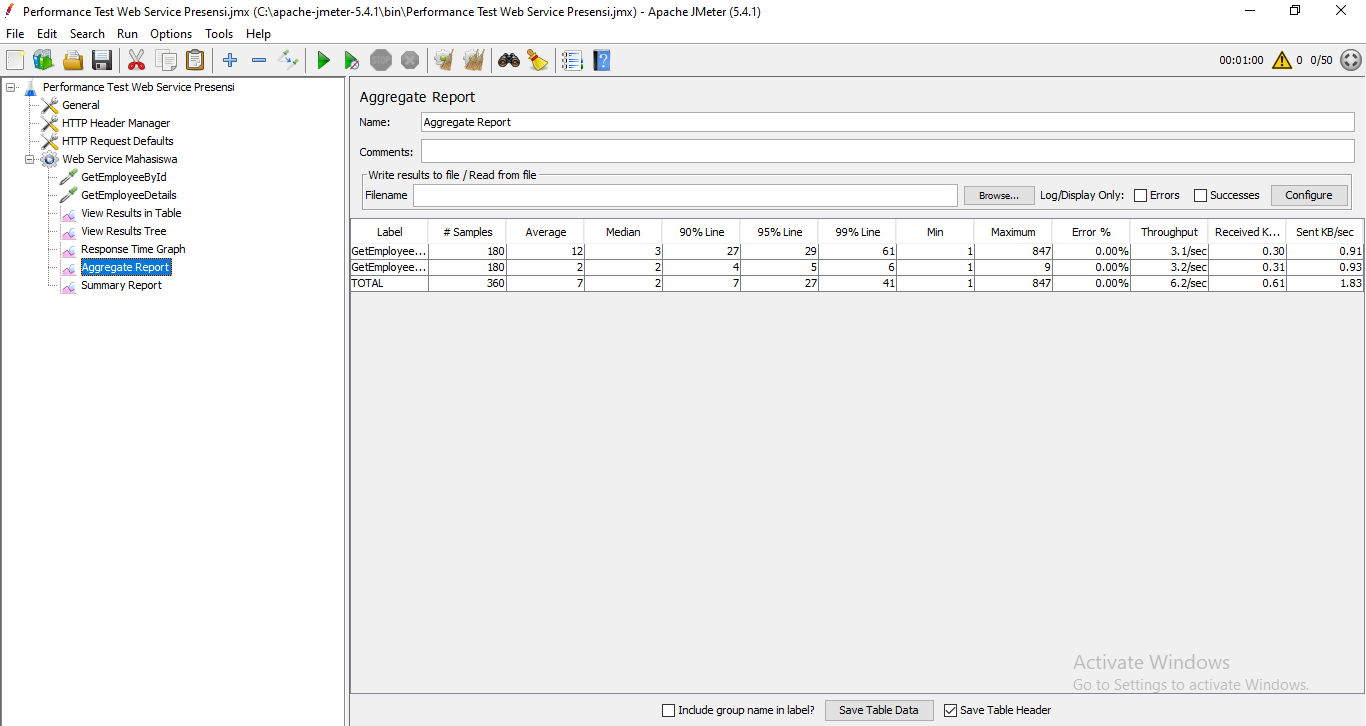 Performance Test Web Service Presensi.jmx (C:\apache-jmeter-5.4.1\bin\Performance Test Web Service Presensi.jmx) - Apache JMeter (5.4.1)
File Edit Search Run Options Tools Help
STOP 00:01:00 0 0/50
Performance Test Web Service Presensi
General
HTTP Header Manager
HTTP Request Defaults
Web Service Mahasiswa
GetEmployeeById
GetEmployeeDetails
View Results in Table
View Results Tree
Response Time Graph
Aggregate Report
Summary Report
Aggregate Report
Name: Aggregate Report
Comments:
Write results to file / Read from file
Filename Browse... Log/Display Only: Errors Successes Configure
Label # Samples Average Median 90% Line 95% Line 99% Line Min Maximum Error % Throughput Received K... Sent KB/sec
GetEmployee... 180 12 3 27 29 61 1 847 0.00% 3.1/sec 0.30 0.91
GetEmployee... 180 2 2 4 5 6 1 9 0.00% 3.2/sec 0.31 0.93
TOTAL 360 7 2 7 27 41 1 847 0.00% 6.2/sec 0.61 1.83
Activate Windows
Go to Settings to activate Windows.
Include group name in label? Save Table Data Save Table Header